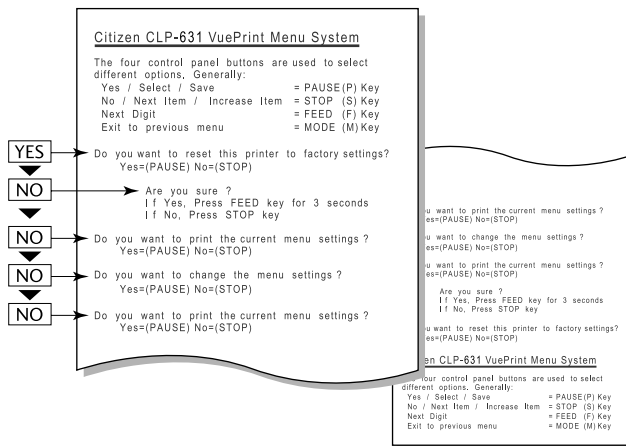 Citizen CLP-631 VuePrint Menu System
The four control panel buttons are used to select
different options. Generally:
Yes / Select / Save = PAUSE(P) Key
No / Next Item / Increase Item = STOP (S) Key
Next Digit = FEED (F) Key
Exit to previous menu = MODE (M) Key
YES
Do you want to reset this printer to factory settings?
Yes=(PAUSE) No=(STOP)
NO
Are you sure ?
If Yes, Press FEED key for 3 seconds
If No, Press STOP key
NO
Do you want to print the current menu settings ?
Yes=(PAUSE) No=(STOP)
NO
Do you want to change the menu settings ?
Yes=(PAUSE) No=(STOP)
NO
Do you want to print the current menu settings ?
Yes=(PAUSE) No=(STOP)
want to print the current menu settings ?
es=(PAUSE) No=(STOP)
want to change the menu settings ?
es=(PAUSE) No=(STOP)
want to print the current menu settings ?
es=(PAUSE) No=(STOP)
Are you sure ?
If Yes, Press FEED key for 3 seconds
If No, Press STOP key
want to reset this printer to factory settings?
es=(PAUSE) No=(STOP)
en CLP-631 VuePrint Menu System
four control panel buttons are used to select
different options. Generally:
Yes / Select / Save = PAUSE(P) Key
No / Next Item / Increase Item = STOP (S) Key
Next Digit = FEED (F) Key
Exit to previous menu = MODE (M) Key